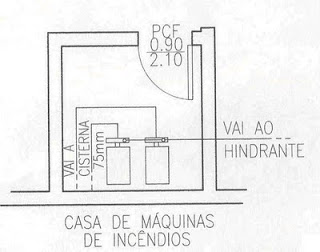 PCF
0.90
2.10
VAI A
CISTERNA
75mm
VAI AO
HINDRANTE
CASA DE MÁQUINAS
DE INCÊNDIOS